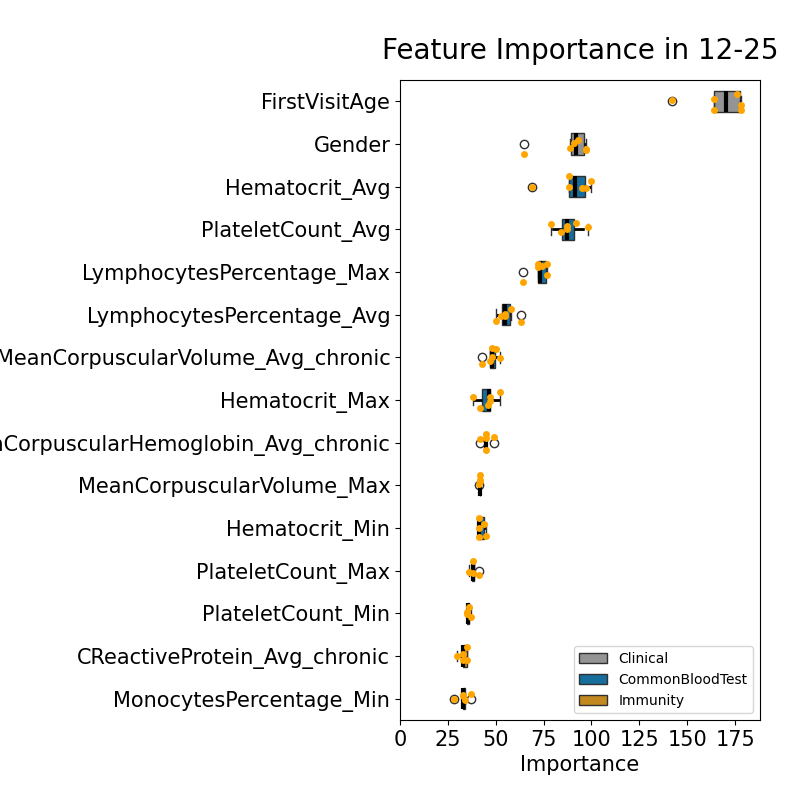 Feature Importance in 12-25
FirstVisitAge
Gender
Hematocrit_Avg
PlateletCount_Avg
LymphocytesPercentage_Max
LymphocytesPercentage_Avg
MeanCorpuscularVolume_Avg_chronic
Hematocrit_Max
nCorpuscularHemoglobin_Avg_chronic
MeanCorpuscularVolume_Max
Hematocrit_Min
PlateletCount_Max
PlateletCount_Min
CReactiveProtein_Avg_chronic
MonocytesPercentage_Min
Clinical
CommonBloodTest
Immunity
0 25 50 75 100 125 150 175
Importance